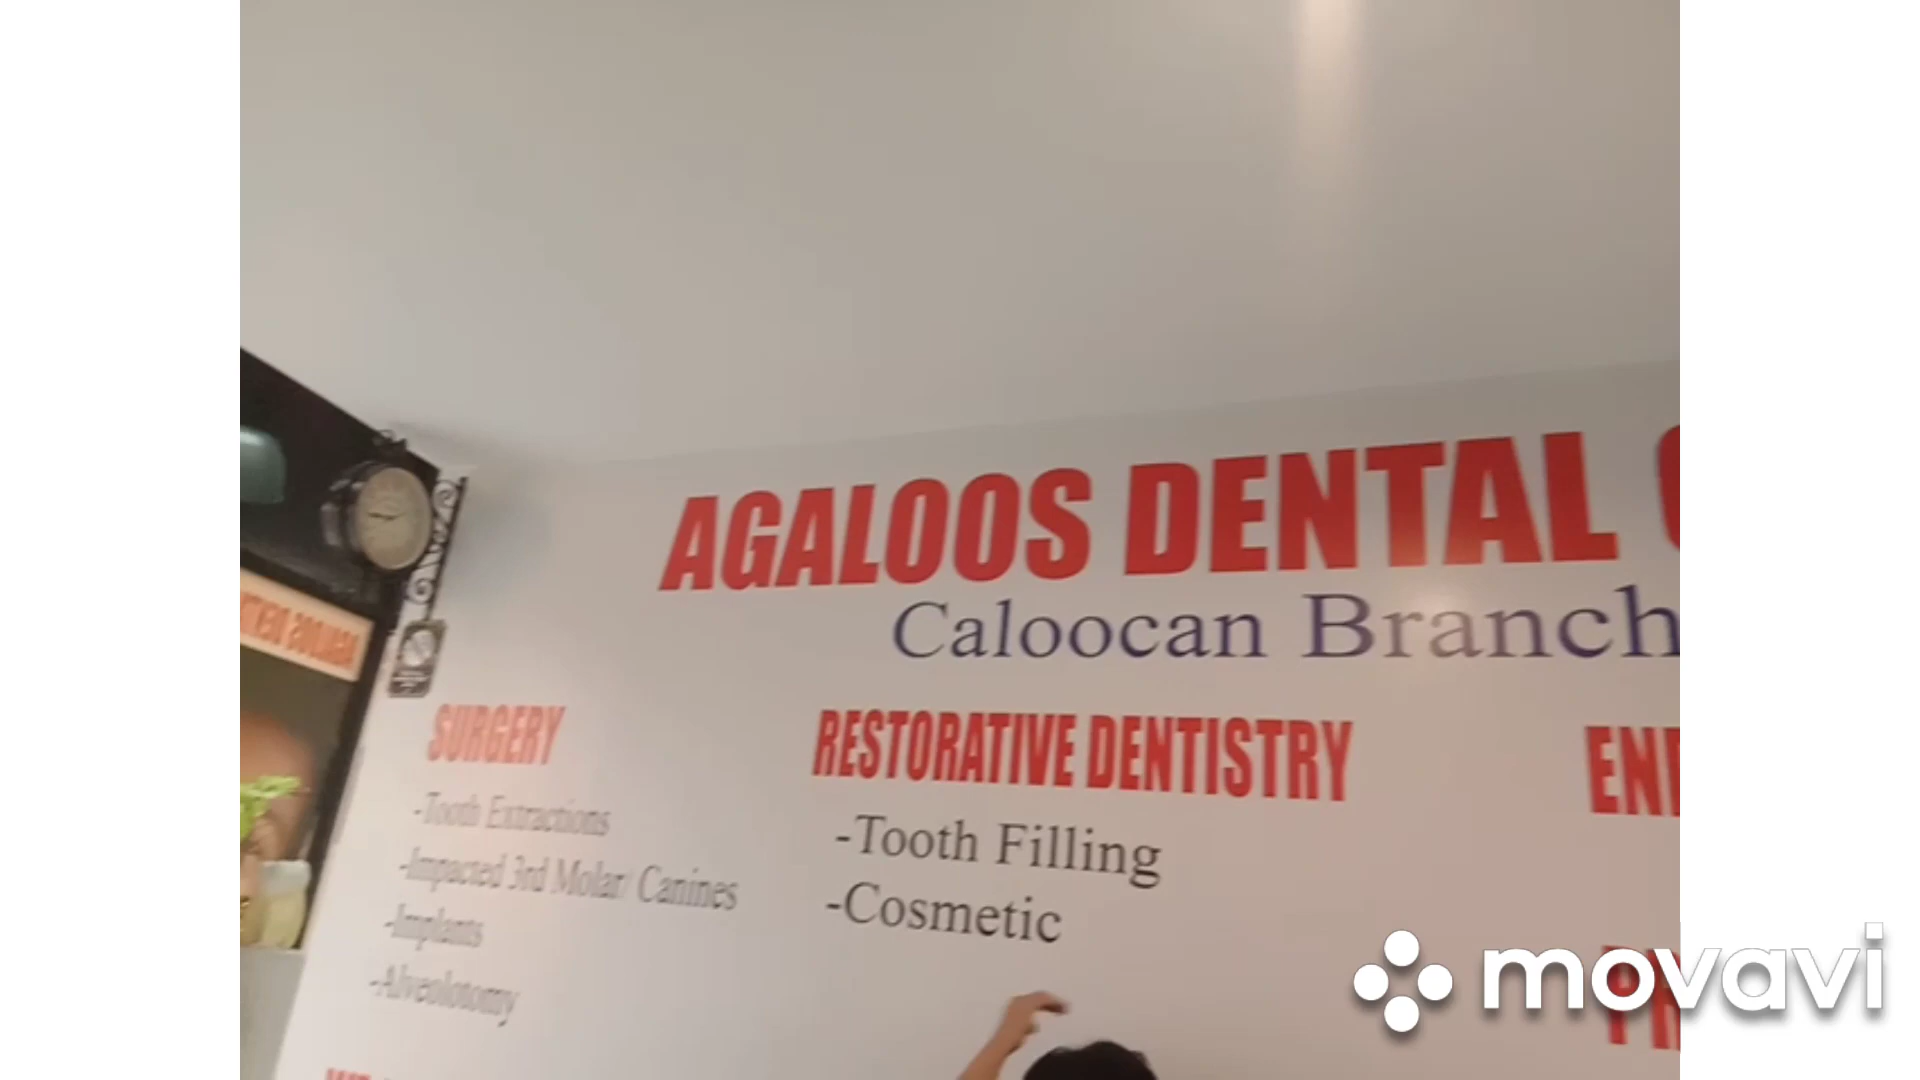 AGALOOS DENTAL
Caloocan Branch
SURGERY
-Tooth Extractions
-Impacted 3rd Molar/ Canines
-Implants
-Alveolotomy
RESTORATIVE DENTISTRY
-Tooth Filling
-Cosmetic
movavi